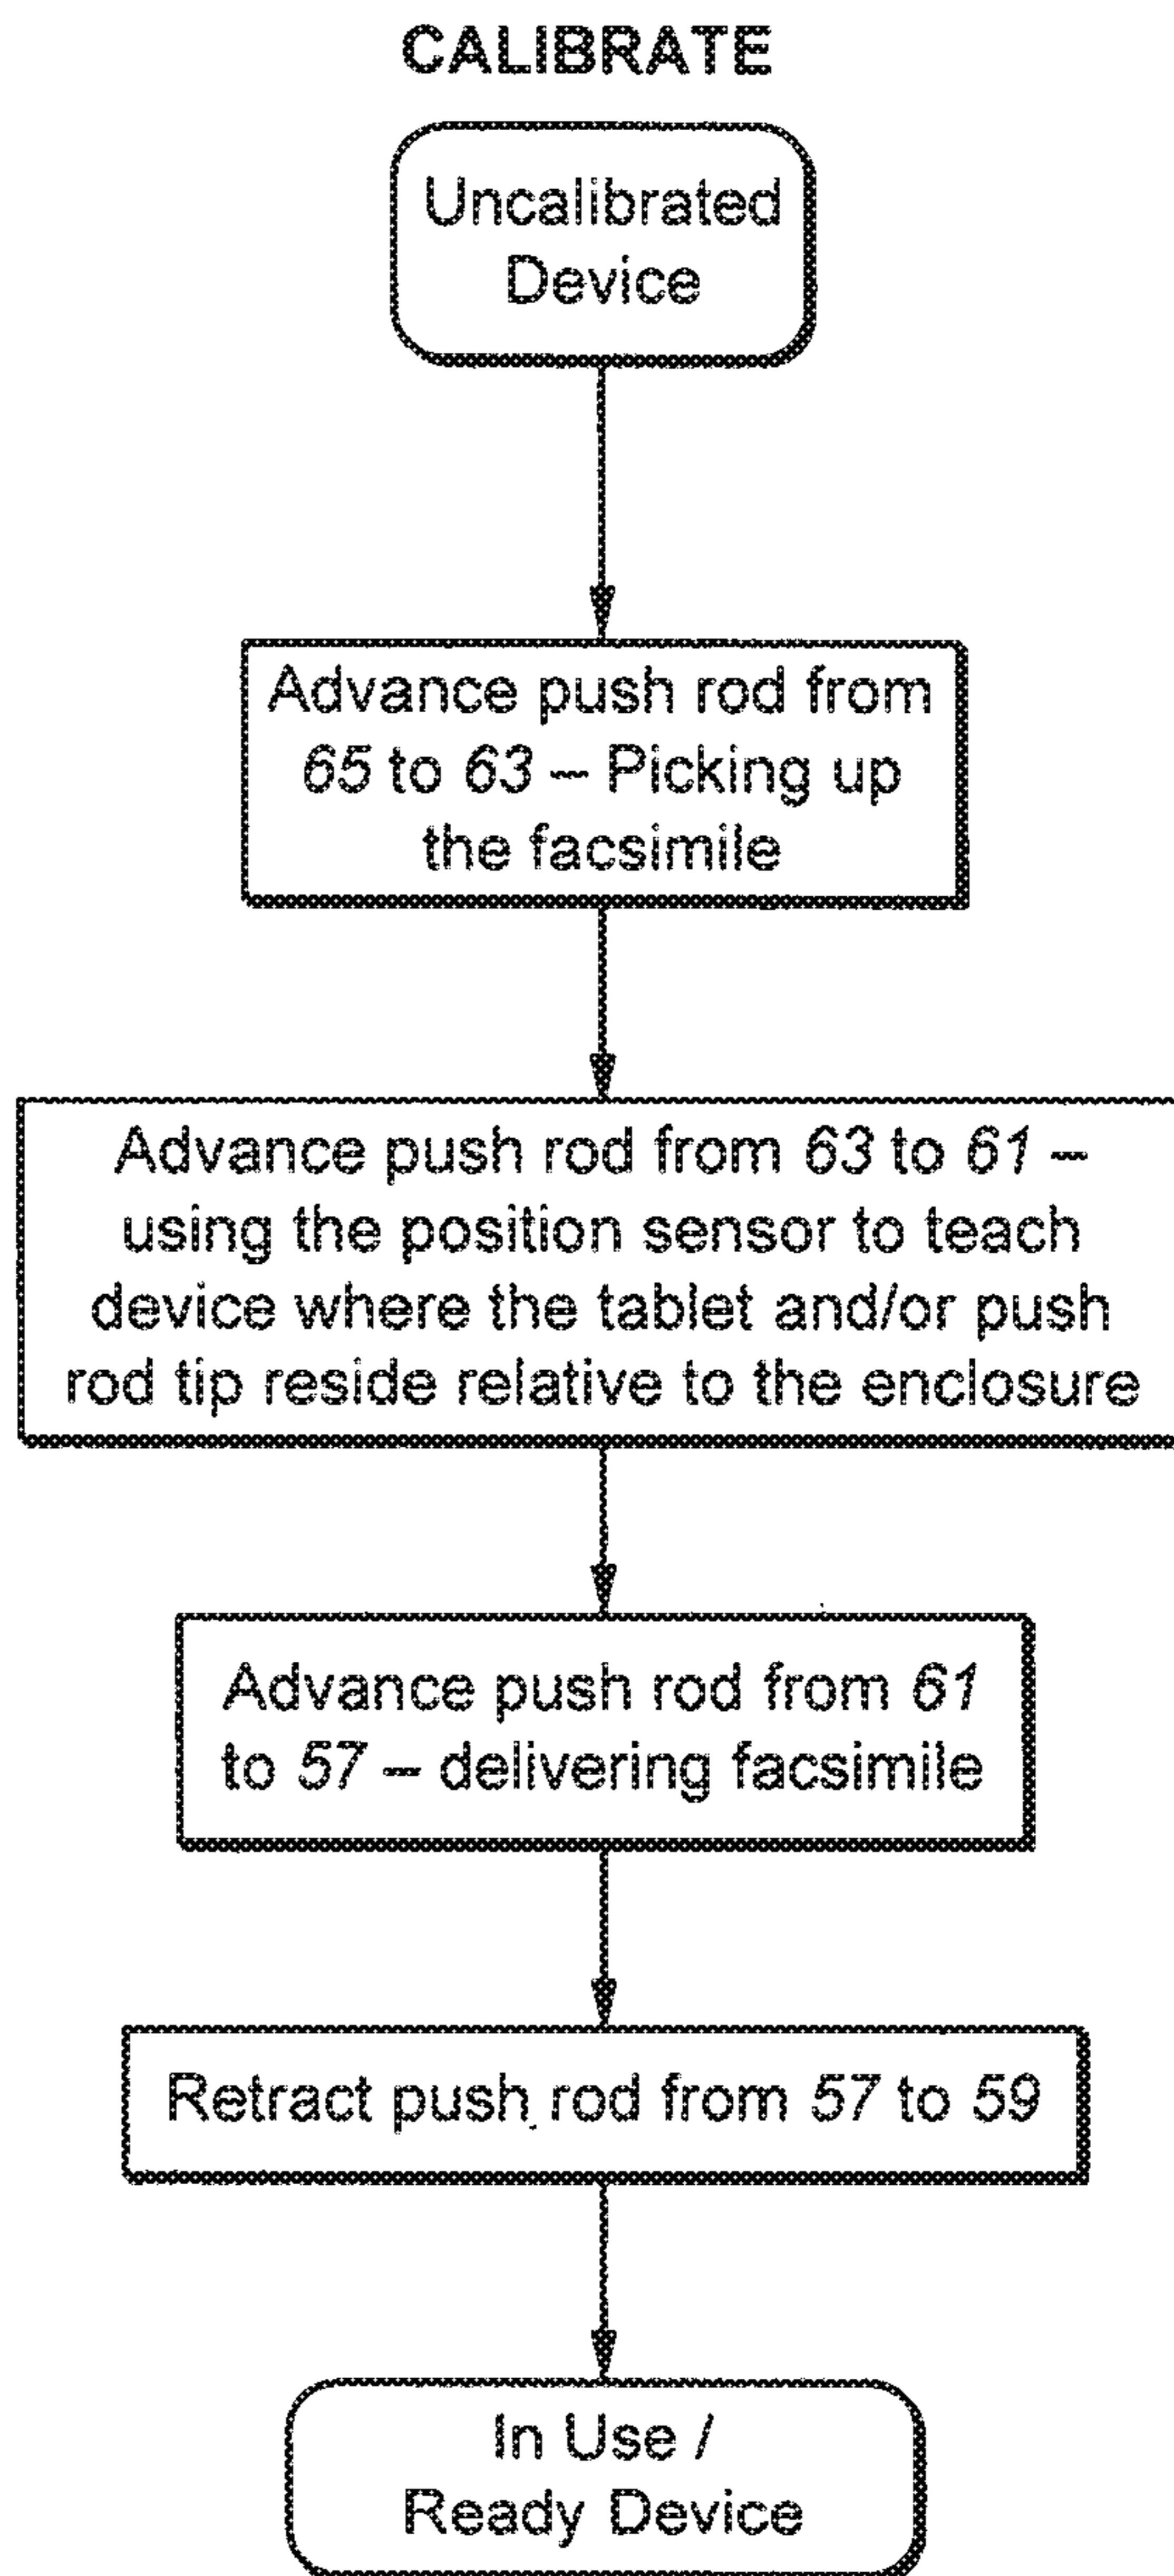 CALIBRATE
Uncalibrated
Device
Advance push rod from
65 to 63 – Picking up
the facsimile
Advance push rod from 63 to 61 –
using the position sensor to teach
device where the tablet and/or push
rod tip reside relative to the enclosure
Advance push rod from 61
to 57 – delivering facsimile
Retract push rod from 57 to 59
In Use /
Ready Device